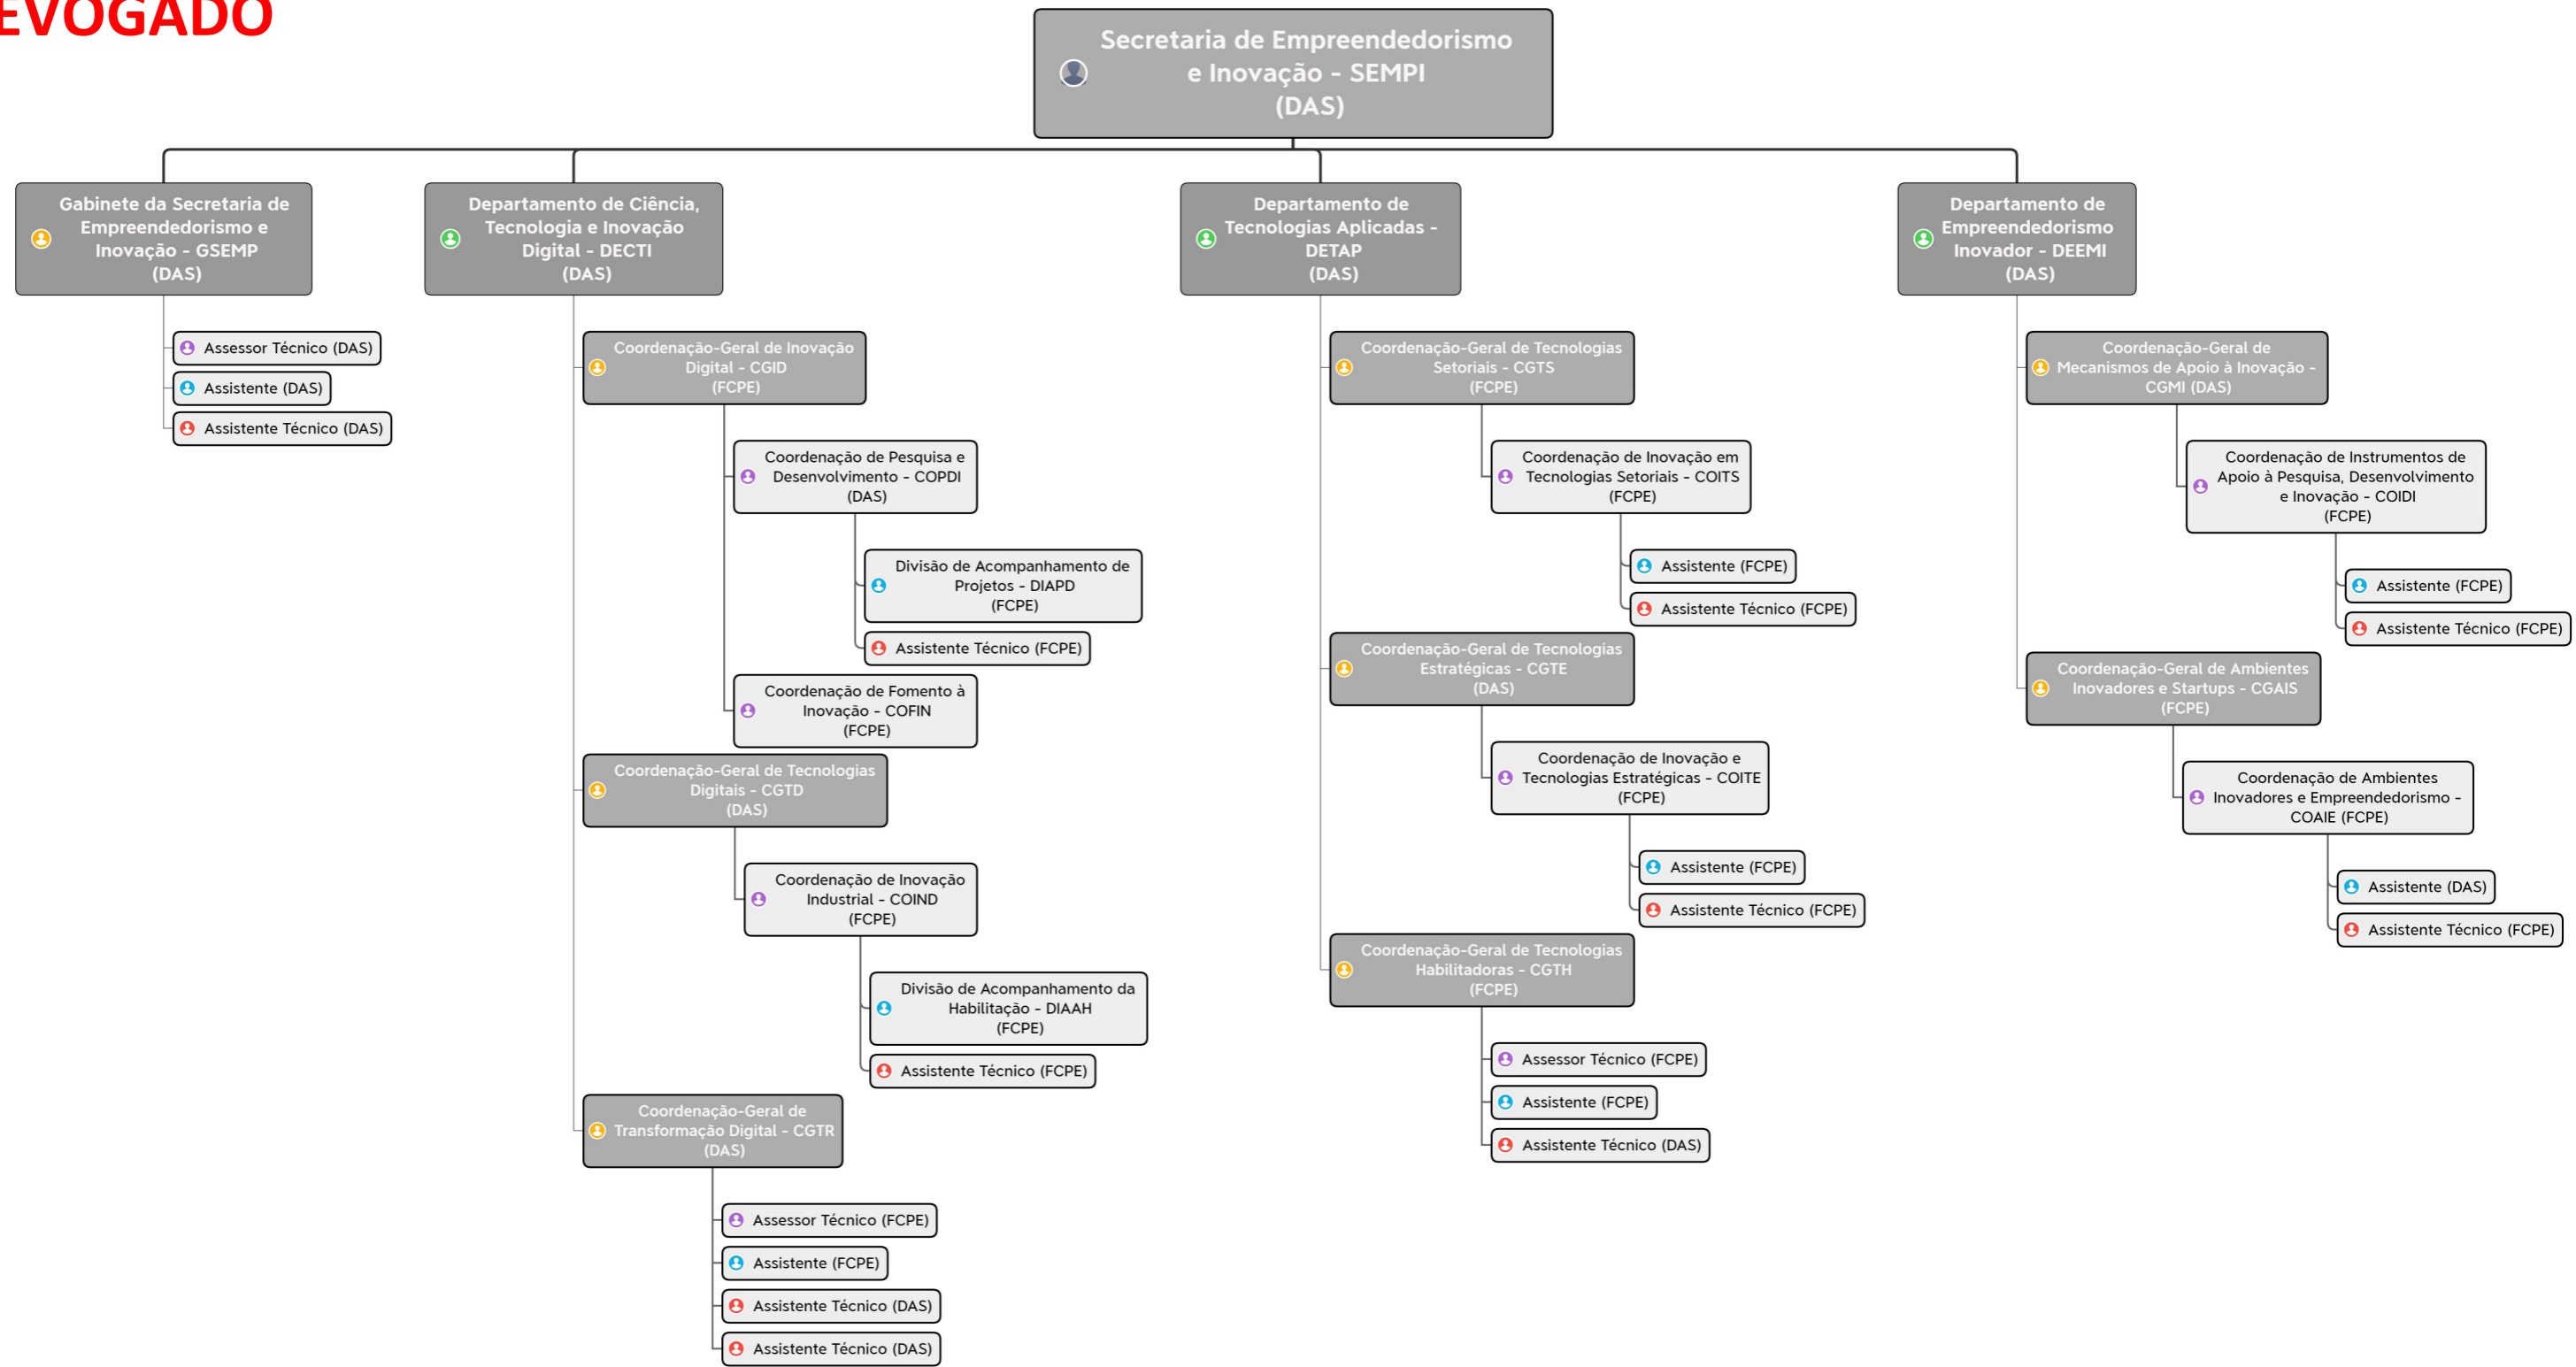 EVOGADO
Secretaria de Empreendedorismo
e Inovação - SEMPI
(DAS)
Gabinete da Secretaria de
Empreendedorismo e
Inovação - GSEMP
(DAS)
Assessor Técnico (DAS)
Assistente (DAS)
Assistente Técnico (DAS)
Departamento de Ciência,
Tecnologia e Inovação
Digital - DECTI
(DAS)
Coordenação-Geral de Inovação
Digital - CGID
(FCPE)
Coordenação de Pesquisa e
Desenvolvimento - COPDI
(DAS)
Divisão de Acompanhamento de
Projetos - DIAPD
(FCPE)
Assistente Técnico (FCPE)
Coordenação de Fomento à
Inovação - COFIN
(FCPE)
Coordenação-Geral de Tecnologias
Digitais - CGTD
(DAS)
Coordenação de Inovação
Industrial - COIND
(FCPE)
Divisão de Acompanhamento da
Habilitação - DIAAH
(FCPE)
Assistente Técnico (FCPE)
Coordenação-Geral de
Transformação Digital - CGTR
(DAS)
Assessor Técnico (FCPE)
Assistente (FCPE)
Assistente Técnico (DAS)
Assistente Técnico (DAS)
Departamento de
Tecnologias Aplicadas -
DETAP
(DAS)
Coordenação-Geral de Tecnologias
Setoriais - CGTS
(FCPE)
Coordenação de Inovação em
Tecnologias Setoriais - COITS
(FCPE)
Assistente (FCPE)
Assistente Técnico (FCPE)
Coordenação-Geral de Tecnologias
Estratégicas - CGTE
(DAS)
Coordenação de Inovação e
Tecnologias Estratégicas - COITE
(FCPE)
Assistente (FCPE)
Assistente Técnico (FCPE)
Coordenação-Geral de Tecnologias
Habilitadoras - CGTH
(FCPE)
Assessor Técnico (FCPE)
Assistente (FCPE)
Assistente Técnico (DAS)
Departamento de
Empreendedorismo
Inovador - DEEMI
(DAS)
Coordenação-Geral de
Mecanismos de Apoio à Inovação -
CGMI (DAS)
Coordenação de Instrumentos de
Apoio à Pesquisa, Desenvolvimento
e Inovação - COIDI
(FCPE)
Assistente (FCPE)
Assistente Técnico (FCPE)
Coordenação-Geral de Ambientes
Inovadores e Startups - CGAIS
(FCPE)
Coordenação de Ambientes
Inovadores e Empreendedorismo -
COAIE (FCPE)
Assistente (DAS)
Assistente Técnico (FCPE)